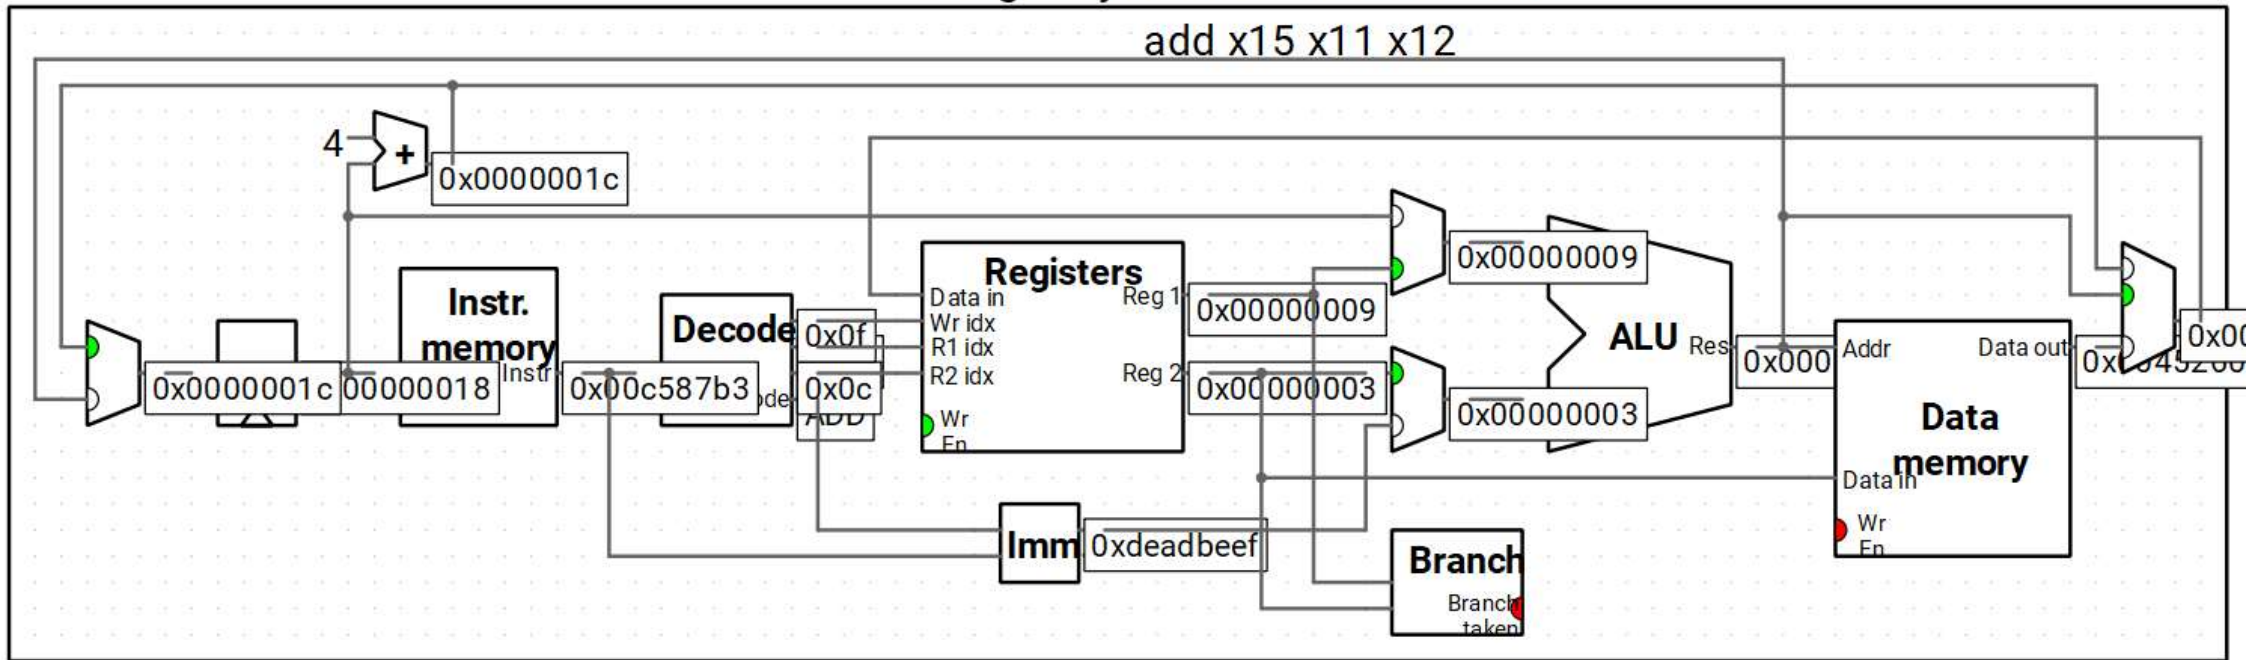 add x15 x11 x12
4
+
0x0000001c
Registers
Data in
Wr idx
R1 idx
R2 idx
Wr
En
Reg 1
Reg 2
Instr.
memory
Instr
Decode
ode
0x0f
0x0c
ADD
0x0000001c
00000018
0x00c587b3
0x00000009
0x00000003
0x00000009
0x00000003
ALU
Res
0x000
Addr
Data out
Data
memory
Data in
Wr
En
0x00
Imm
0xdeadbeef
Branch
Branch
taken